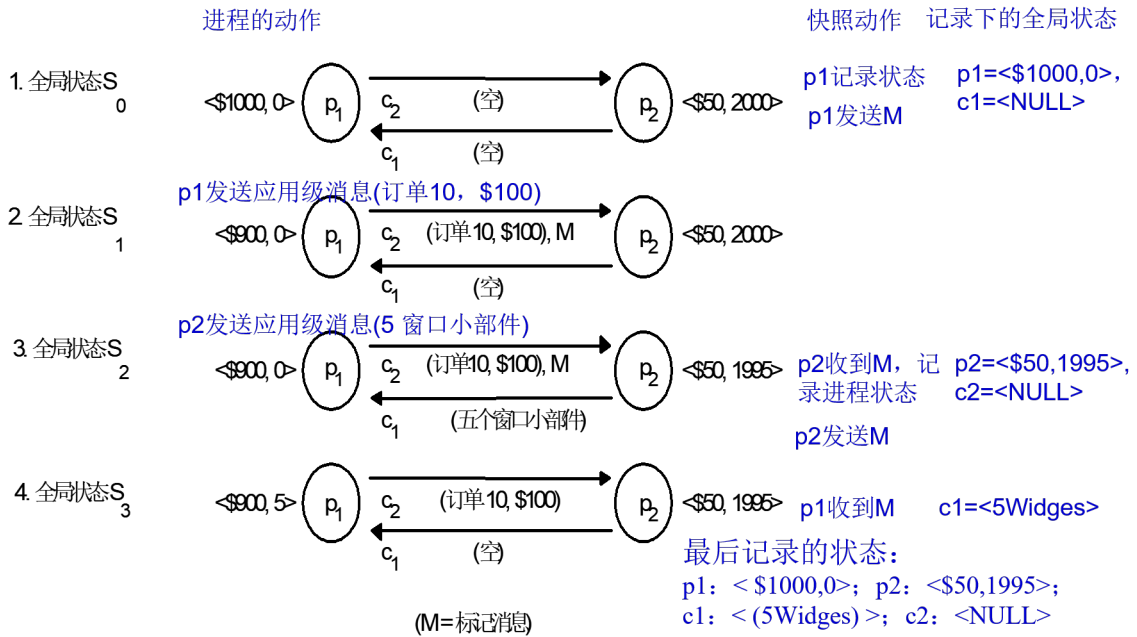 进程的动作
快照动作 记录下的全局状态
1. 全局状态S0
<$1000, 0>
p1
c2
(空)
c1
(空)
p2
<$50, 2000>
p1记录状态
p1发送M
p1=<$1000,0>,
c1=<NULL>
p1发送应用级消息(订单10，$100)
2. 全局状态S1
<$900, 0>
p1
c2
(订单10, $100), M
c1
(空)
p2
<$50, 2000>
p2发送应用级消息(5 窗口小部件)
3. 全局状态S2
<$900, 0>
p1
c2
(订单10, $100), M
c1
(五个窗口小部件)
p2
<$50, 1995>
p2收到M，记
录进程状态
p2发送M
p2=<$50,1995>,
c2=<NULL>
4. 全局状态S3
<$900, 5>
p1
c2
(订单10, $100)
c1
(空)
p2
<$50, 1995>
p1收到M
c1=<5Widges>
最后记录的状态：
p1：< $1000,0>；p2：<$50,1995>；
c1：< (5Widges) >；c2：<NULL>
(M=标记消息)